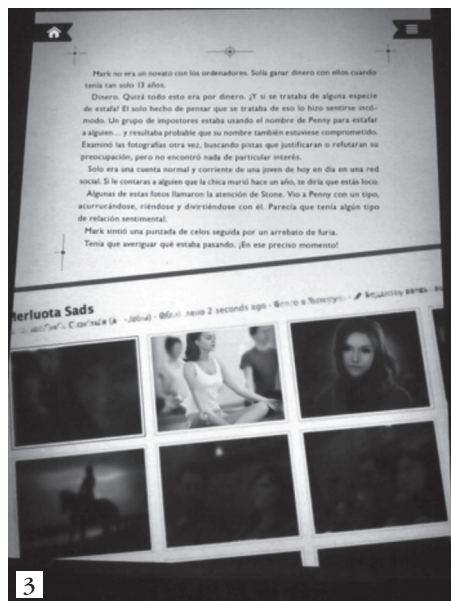 Mark no era un novato con los ordenadores. Solía ganar dinero con ellos cuando
tenía tan solo 13 años.
Dinero. Quizá todo esto era por dinero. ¿Y si se trataba de alguna especie
de estafa? El solo hecho de pensar que se trataba de eso lo hizo sentirse incó-
modo. Un grupo de impostores estaba usando el nombre de Penny para estafar
a alguien... y resultaba probable que su nombre también estuviese comprometido.
Examinó las fotografías otra vez, buscando pistas que justificaran o refutaran su
preocupación, pero no encontró nada de particular interés.
Solo era una cuenta normal y corriente de una joven de hoy en día en una red
social. Si le contaras a alguien que la chica murió hace un año, te diría que estás loco.
Algunas de estas fotos llamaron la atención de Stone. Vio a Penny con un tipo,
acurrucándose, riéndose y divirtiéndose con él. Parecía que tenía algún tipo
de relación sentimental.
Mark sintió una punzada de celos seguida por un arrebato de furia.
Tenía que averiguar qué estaba pasando. ¡En ese preciso momento!
Merluota Sads
2 seconds ago
3